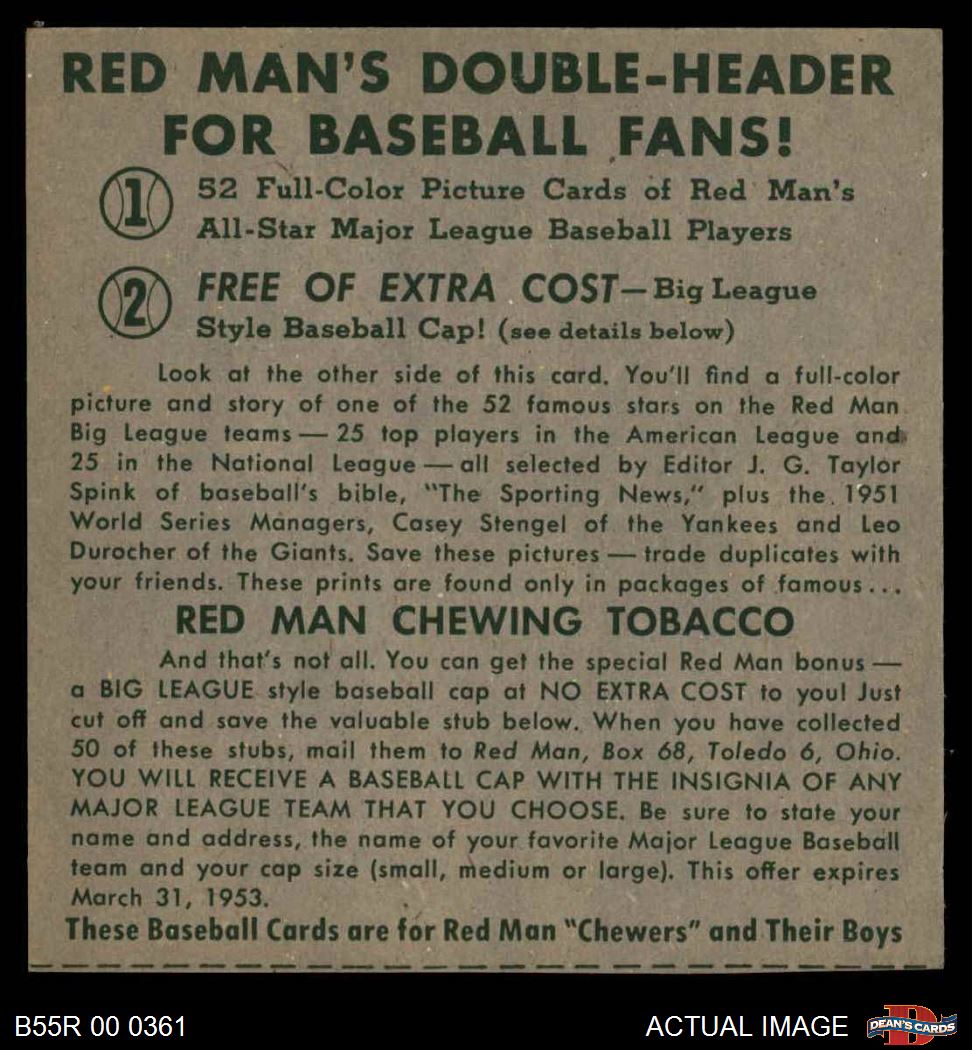 RED MAN'S DOUBLE-HEADER
FOR BASEBALL FANS!
1 52 Full-Color Picture Cards of Red Man's
All-Star Major League Baseball Players
2 FREE OF EXTRA COST—Big League
Style Baseball Cap! (see details below)
Look at the other side of this card. You'll find a full-color
picture and story of one of the 52 famous stars on the Red Man
Big League teams — 25 top players in the American League and
25 in the National League — all selected by Editor J. G. Taylor
Spink of baseball's bible, "The Sporting News," plus the 1951
World Series Managers, Casey Stengel of the Yankees and Leo
Durocher of the Giants. Save these pictures — trade duplicates with
your friends. These prints are found only in packages of famous...
RED MAN CHEWING TOBACCO
And that's not all. You can get the special Red Man bonus —
a BIG LEAGUE style baseball cap at NO EXTRA COST to you! Just
cut off and save the valuable stub below. When you have collected
50 of these stubs, mail them to Red Man, Box 68, Toledo 6, Ohio.
YOU WILL RECEIVE A BASEBALL CAP WITH THE INSIGNIA OF ANY
MAJOR LEAGUE TEAM THAT YOU CHOOSE. Be sure to state your
name and address, the name of your favorite Major League Baseball
team and your cap size (small, medium or large). This offer expires
March 31, 1953.
These Baseball Cards are for Red Man "Chewers" and Their Boys
B55R 00 0361 ACTUAL IMAGE D DEAN'S CARDS